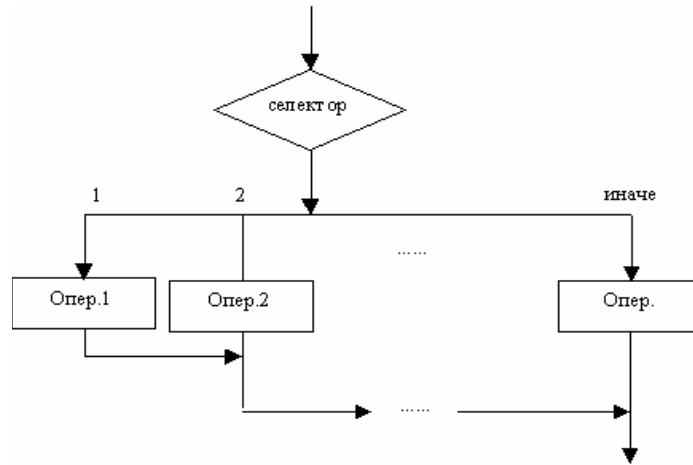 селектор
1
2
иначе
......
Опер.1
Опер.2
Опер.
......